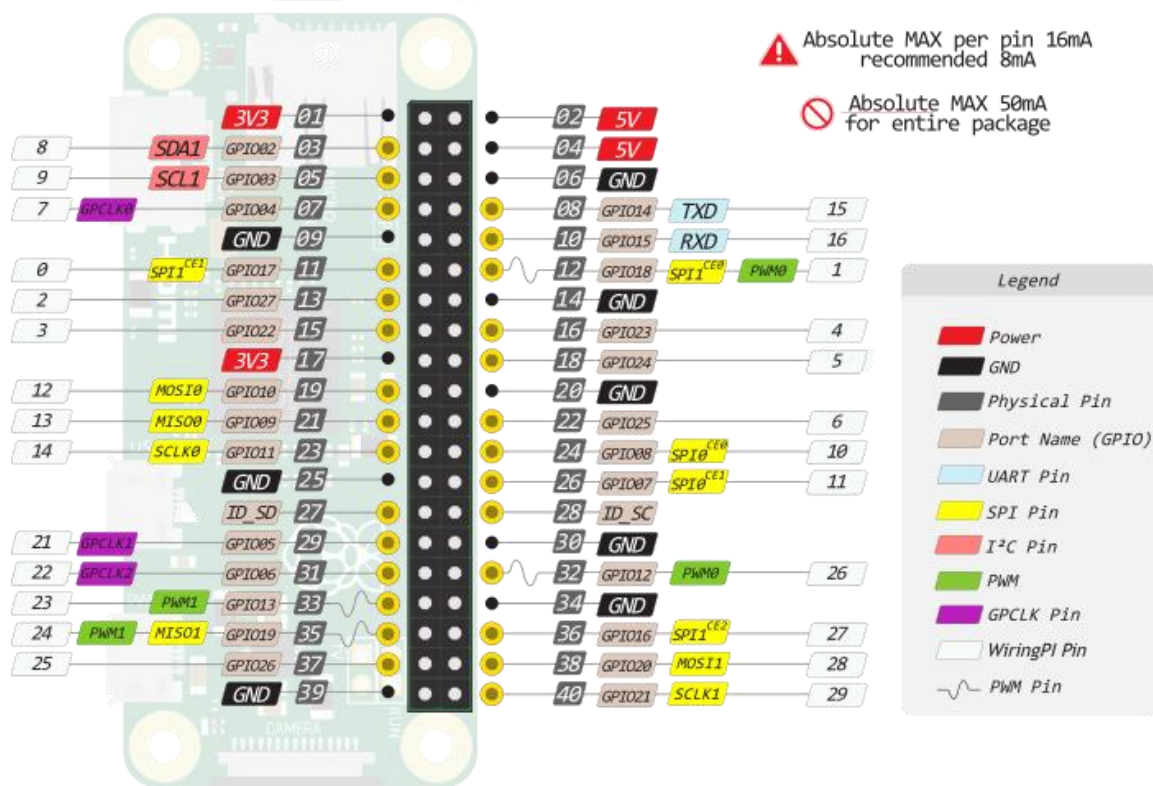 Absolute MAX per pin 16mA
recommended 8mA
Absolute MAX 50mA
for entire package
3V3 01 02 5V
8 SDA1 GPIO02 03 04 5V
9 SCL1 GPIO03 05 06 GND
7 GPCLK0 GPIO04 07 08 GPIO14 TXD 15
GND 09 10 GPIO15 RXD 16
0 SPI1 CE1 GPIO17 11 12 GPIO18 SPI1 CE0 PWM0 1
2 GPIO27 13 14 GND
3 GPIO22 15 16 GPIO23 4
3V3 17 18 GPIO24 5
12 MOSI0 GPIO10 19 20 GND
13 MISO0 GPIO09 21 22 GPIO25 6
14 SCLK0 GPIO11 23 24 GPIO08 SPI0 CE0 10
GND 25 26 GPIO07 SPI0 CE1 11
ID_SD 27 28 ID_SC
21 GPCLK1 GPIO05 29 30 GND
22 GPCLK2 GPIO06 31 32 GPIO12 PWM0 26
23 PWM1 GPIO13 33 34 GND
24 PWM1 MISO1 GPIO19 35 36 GPIO16 SPI1 CE2 27
25 GPIO26 37 38 GPIO20 MOSI1 28
GND 39 40 GPIO21 SCLK1 29
RUN
CAMERA
Legend
Power
GND
Physical Pin
Port Name (GPIO)
UART Pin
SPI Pin
I²C Pin
PWM
GPCLK Pin
WiringPI Pin
PWM Pin